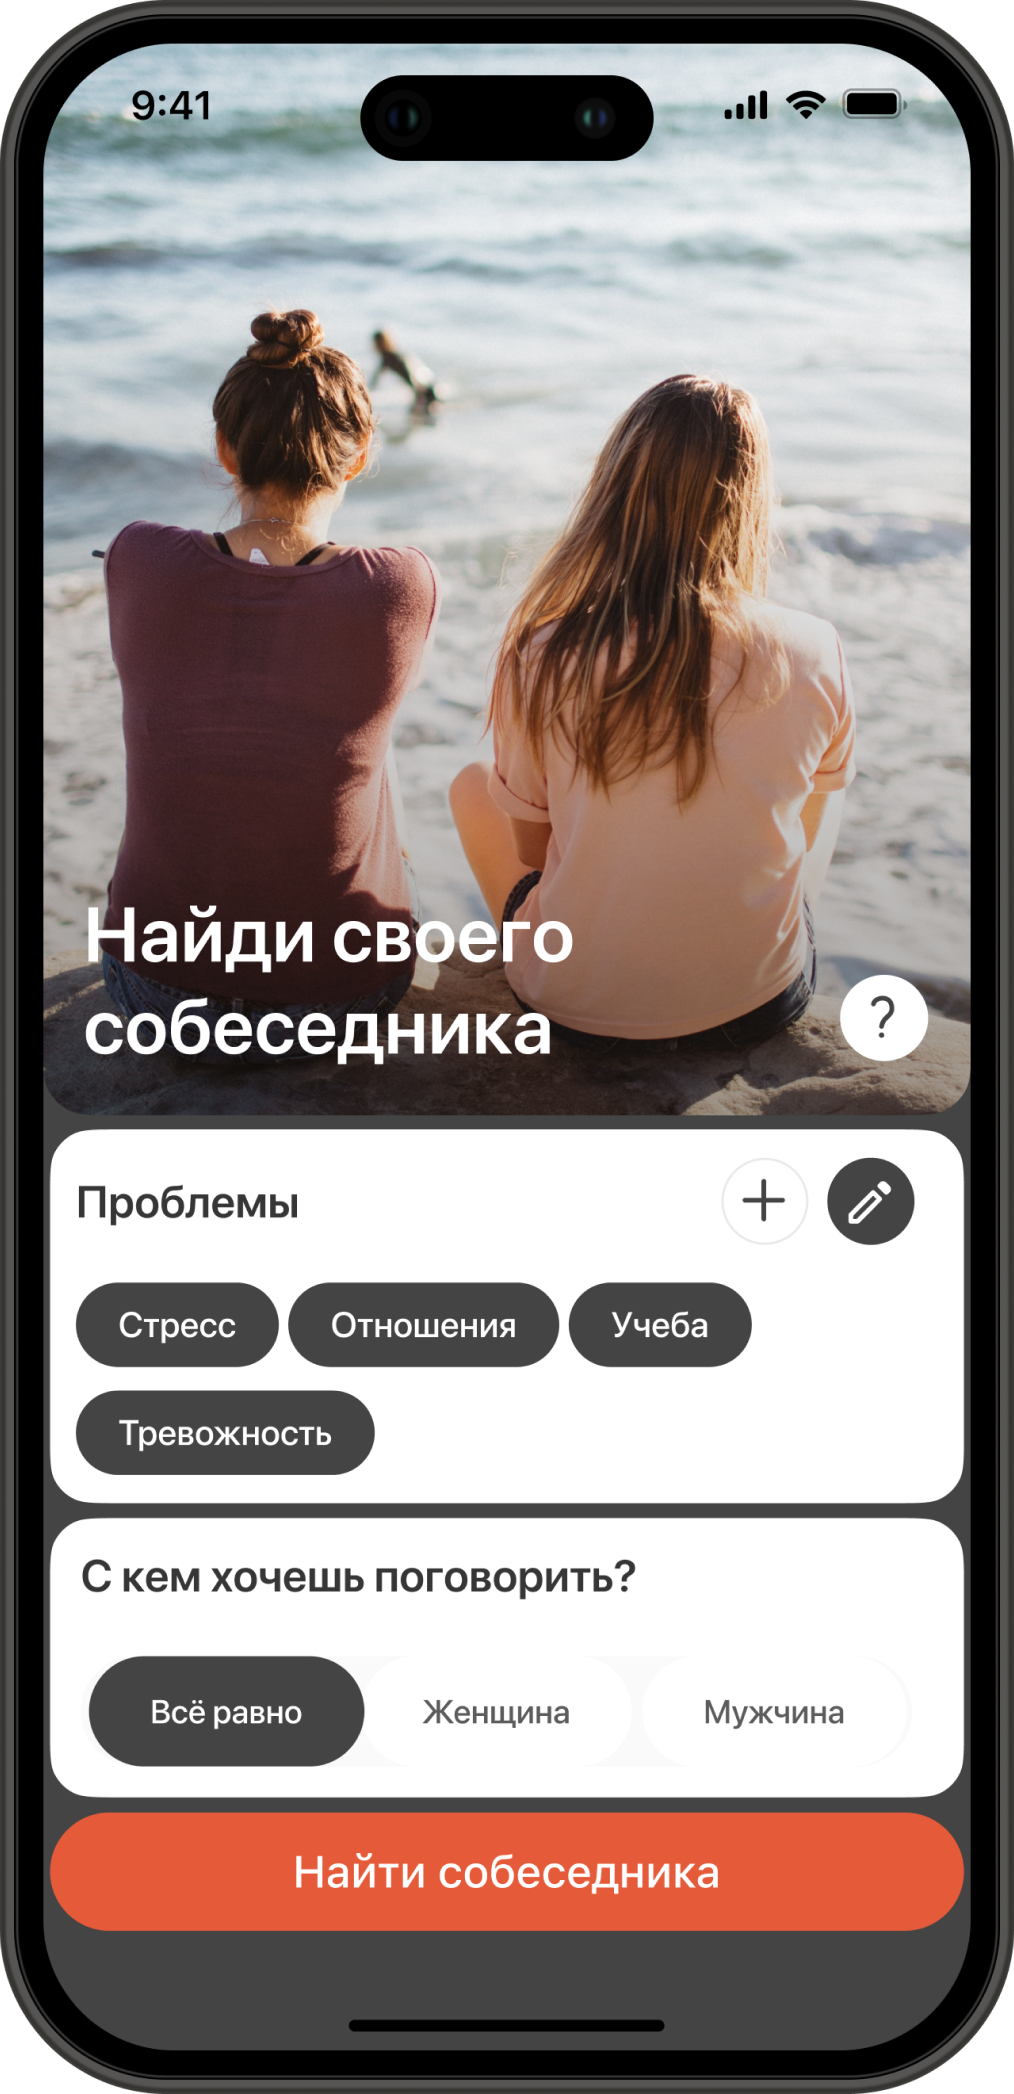 9:41
Найди своего
собеседника
?
Проблемы
Стресс Отношения Учеба
Тревожность
С кем хочешь поговорить?
Всё равно Женщина Мужчина
Найти собеседника